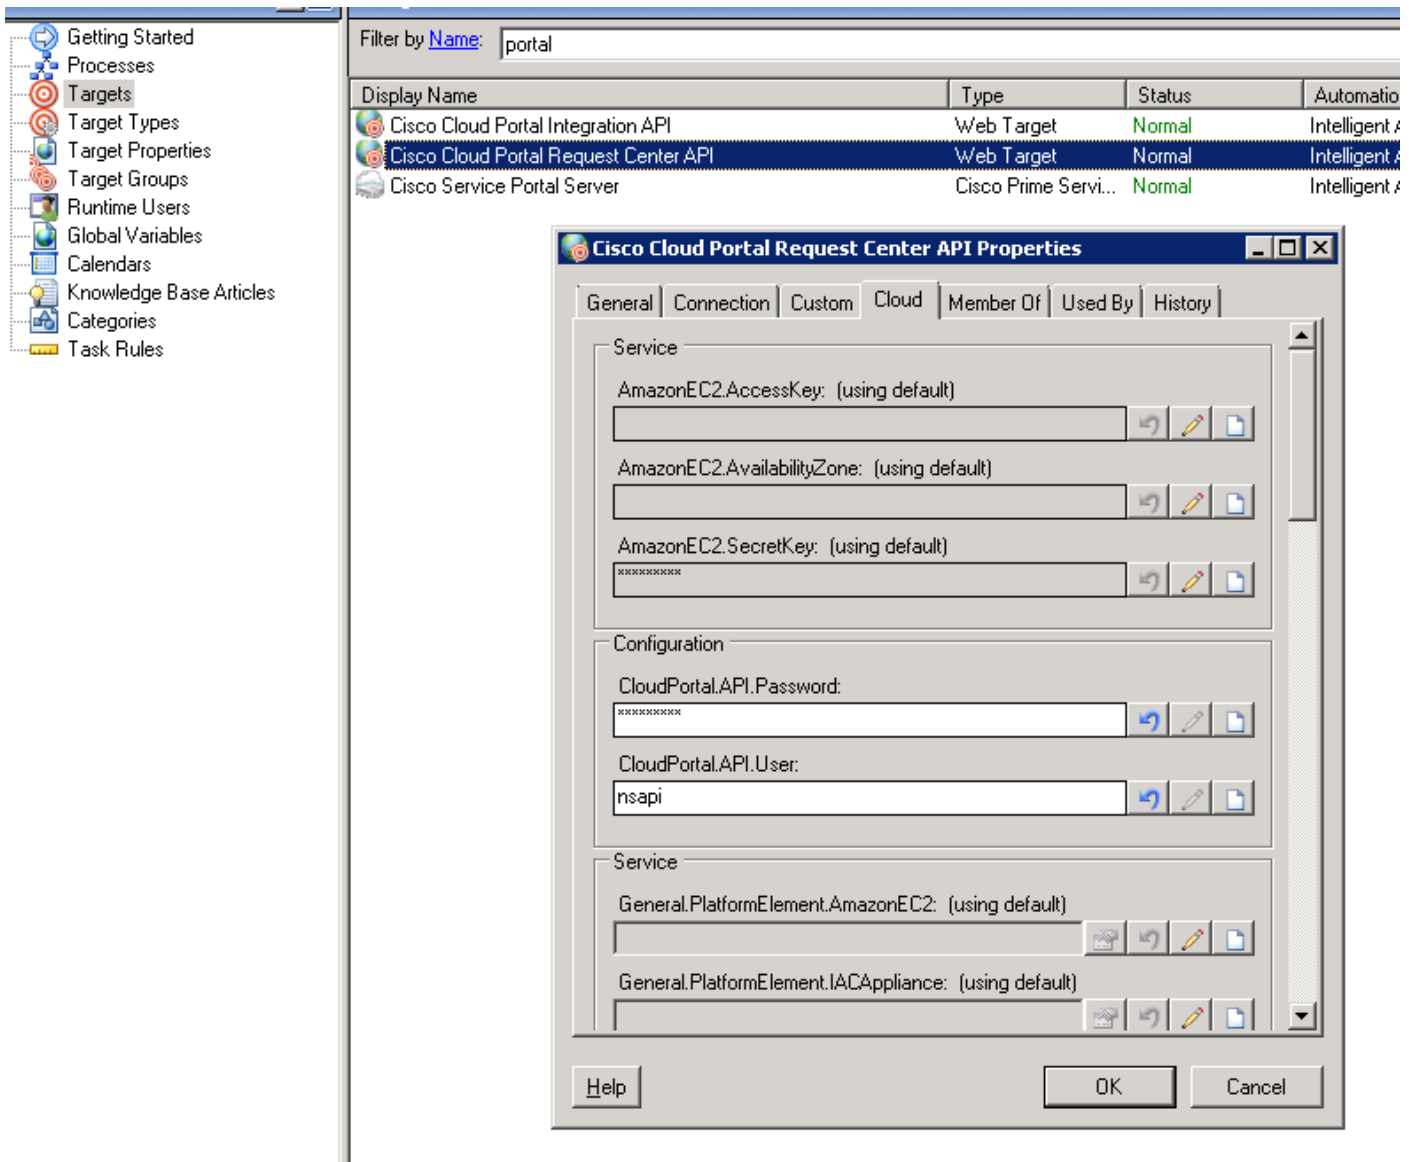 Getting Started
Processes
Targets
Target Types
Target Properties
Target Groups
Runtime Users
Global Variables
Calendars
Knowledge Base Articles
Categories
Task Rules
Filter by Name: portal
Display Name Type Status Automatio
Cisco Cloud Portal Integration API Web Target Normal Intelligent A
Cisco Cloud Portal Request Center API Web Target Normal Intelligent A
Cisco Service Portal Server Cisco Prime Servi... Normal Intelligent A
Cisco Cloud Portal Request Center API Properties
General Connection Custom Cloud Member Of Used By History
Service
AmazonEC2.AccessKey: (using default)
AmazonEC2.AvailabilityZone: (using default)
AmazonEC2.SecretKey: (using default)
*********
Configuration
CloudPortal.API.Password:
*********
CloudPortal.API.User:
nsapi
Service
General.PlatformElement.AmazonEC2: (using default)
General.PlatformElement.IACAppliance: (using default)
Help OK Cancel